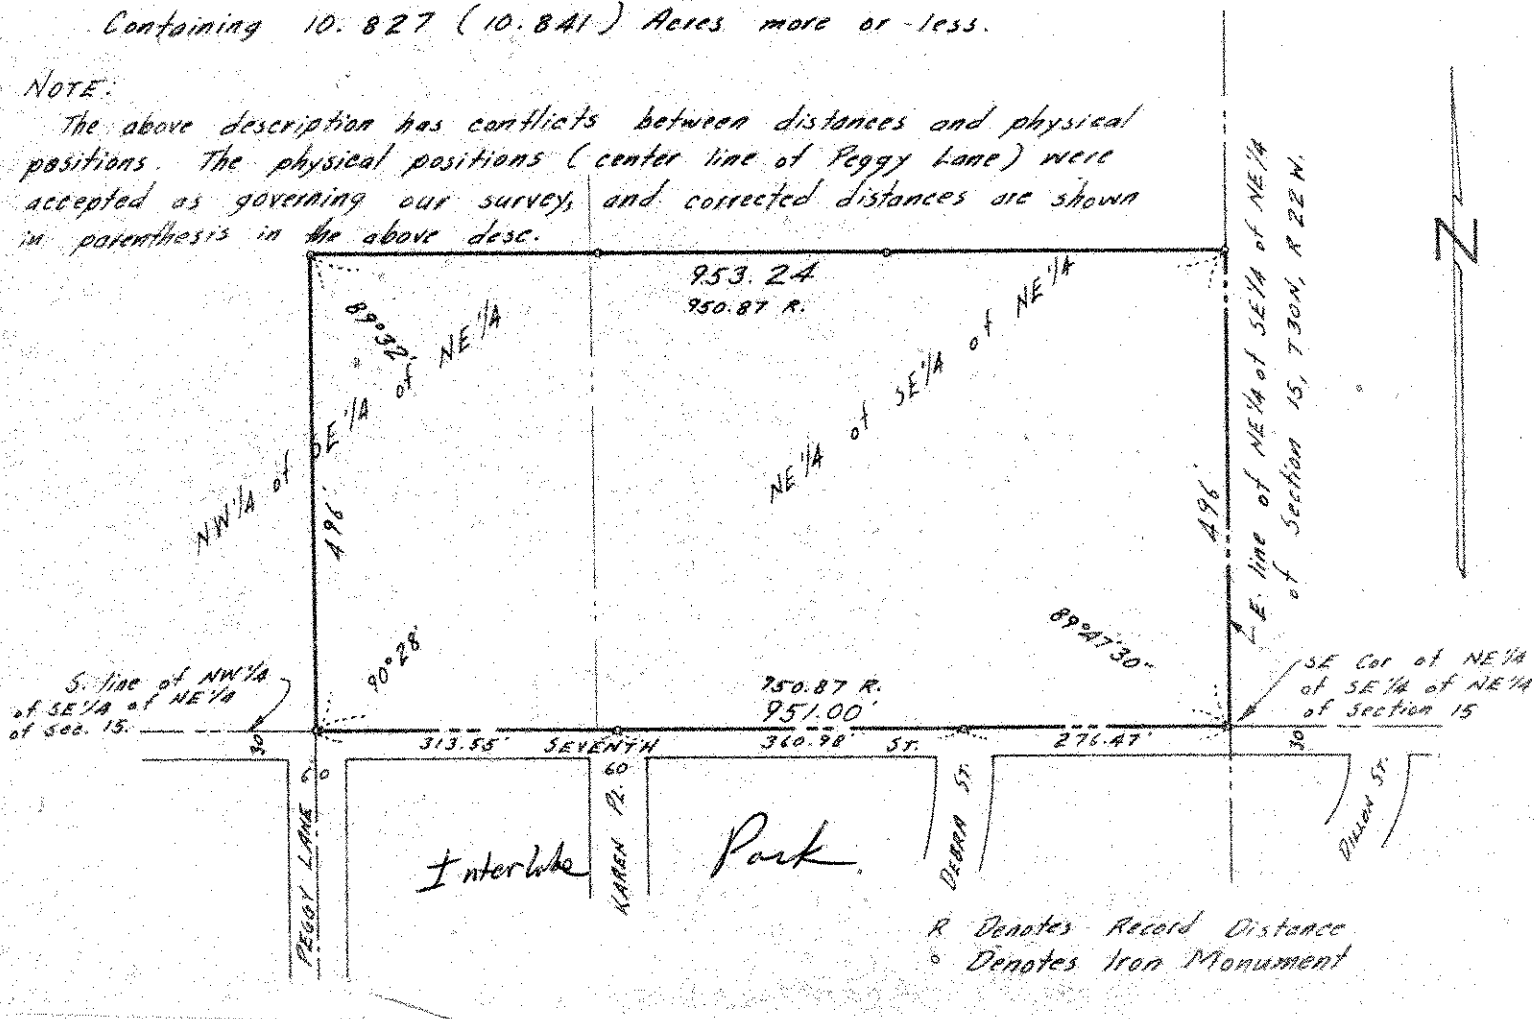 Containing 10.827 (10.841) Acres more or less.
NOTE:
The above description has conflicts between distances and physical
positions. The physical positions (center line of Peggy Lane) were
accepted as governing our survey, and corrected distances are shown
in parenthesis in the above desc.
953.24
950.87 R.
89°32'
NW 1/4 of SE 1/4 of NE 1/4
NE 1/4 of SE 1/4 of NE 1/4
E. line of NE 1/4 of SE 1/4 of NE 1/4
of Section 15, T30N, R 22 W.
N
496'
496'
90°28'
89°47'30"
S. line of NW 1/4
of SE 1/4 of NE 1/4
of sec. 15.
SE Cor of NE 1/4
of SE 1/4 of NE 1/4
of Section 15
950.87 R.
951.00'
313.55' SEVENTH 360.98' ST. 276.47'
30'
30'
60
60
PEGGY LANE
KAREN PL.
DEBRA ST.
DILLON ST.
Interlake Park
R Denotes Record Distance
o Denotes Iron Monument